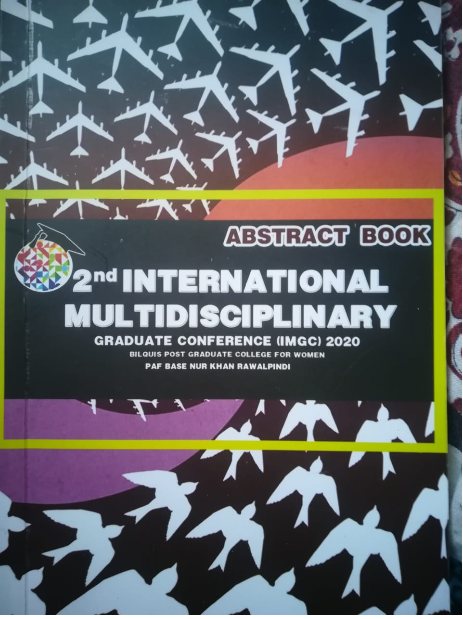 ABSTRACT BOOK
2nd INTERNATIONAL
MULTIDISCIPLINARY
GRADUATE CONFERENCE (IMGC) 2020
BILQUIS POST GRADUATE COLLEGE FOR WOMEN
PAF BASE NUR KHAN RAWALPINDI